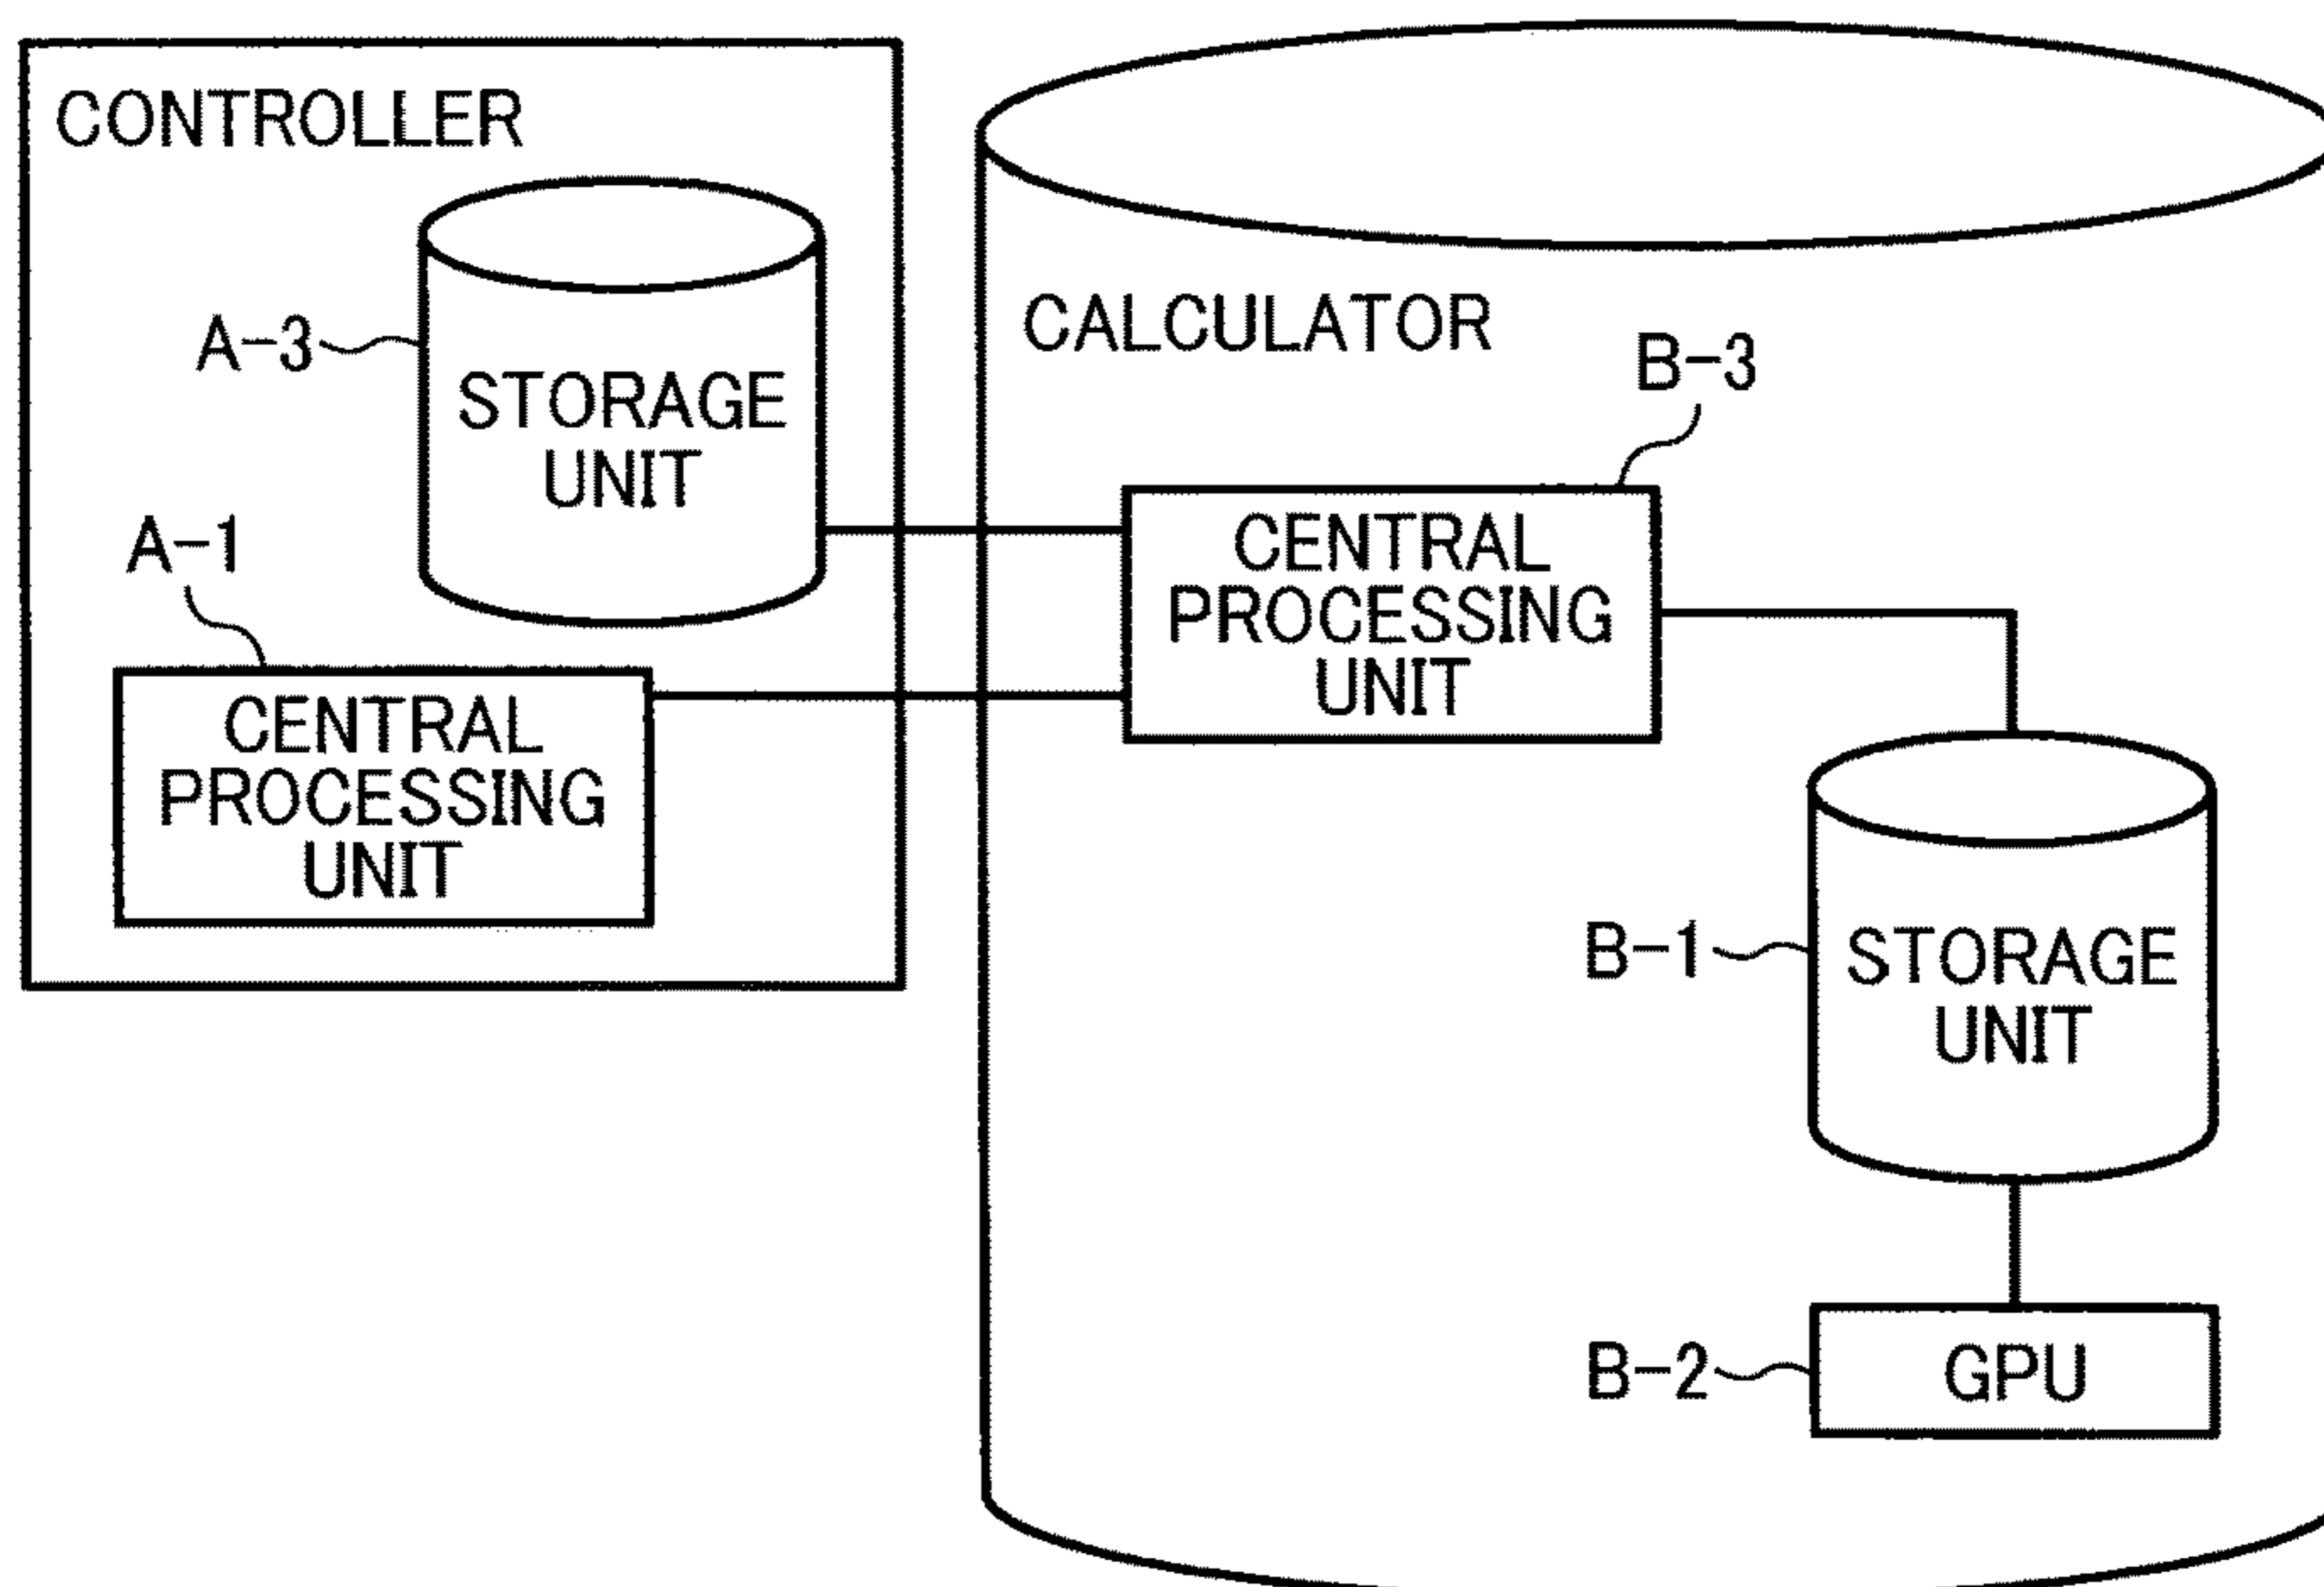 CONTROLLER
A-3
STORAGE
UNIT
A-1
CENTRAL
PROCESSING
UNIT
CALCULATOR
B-3
CENTRAL
PROCESSING
UNIT
B-1
STORAGE
UNIT
B-2
GPU